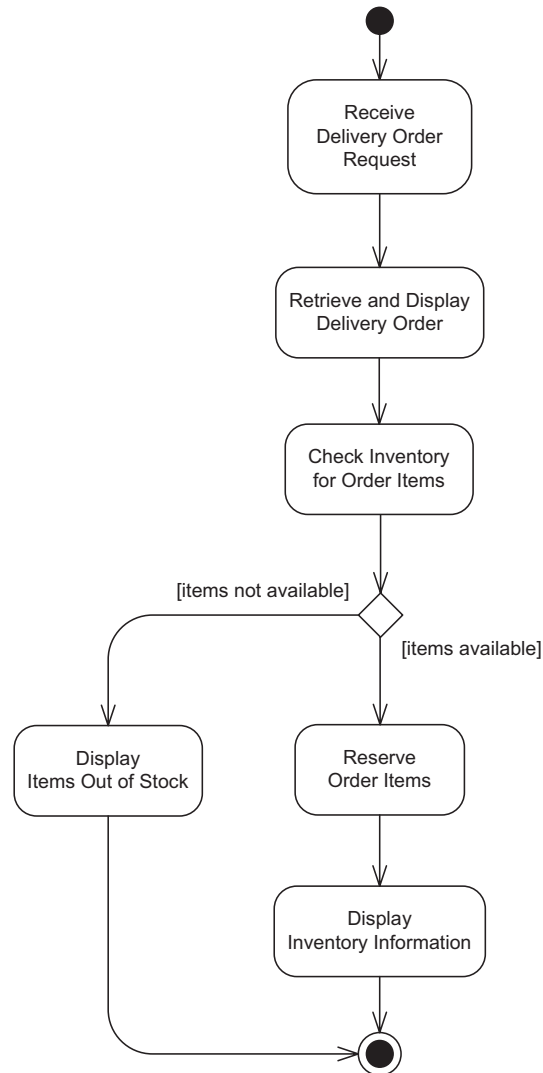 Receive
Delivery Order
Request
Retrieve and Display
Delivery Order
Check Inventory
for Order Items
[items not available]
[items available]
Display
Items Out of Stock
Reserve
Order Items
Display
Inventory Information